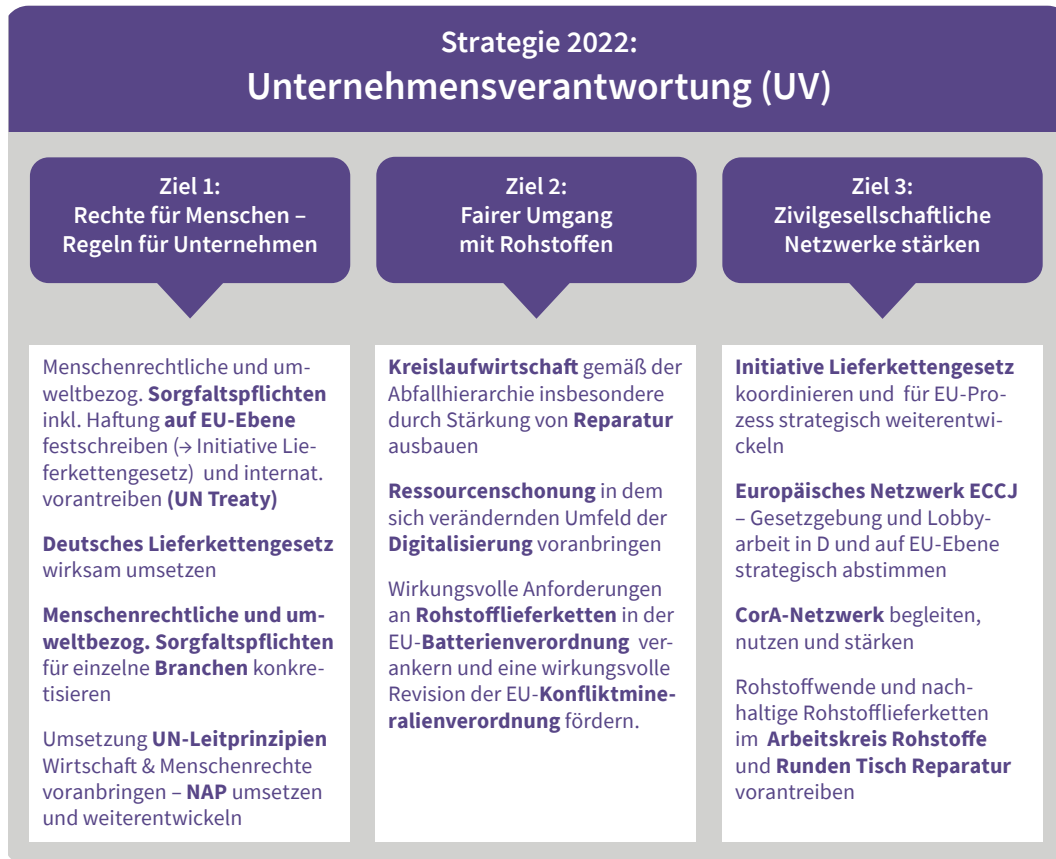 Strategie 2022:
Unternehmensverantwortung (UV)
Ziel 1:
Rechte für Menschen –
Regeln für Unternehmen
Menschenrechtliche und um-
weltbezog. Sorgfaltspflichten
inkl. Haftung auf EU-Ebene
festschreiben (→ Initiative Lie-
ferkettengesetz) und internat.
vorantreiben (UN Treaty)
Deutsches Lieferkettengesetz
wirksam umsetzen
Menschenrechtliche und um-
weltbezog. Sorgfaltspflichten
für einzelne Branchen konkre-
tisieren
Umsetzung UN-Leitprinzipien
Wirtschaft & Menschenrechte
voranbringen – NAP umsetzen
und weiterentwickeln
Ziel 2:
Fairer Umgang
mit Rohstoffen
Kreislaufwirtschaft gemäß der
Abfallhierarchie insbesondere
durch Stärkung von Reparatur
ausbauen
Ressourcenschonung in dem
sich verändernden Umfeld der
Digitalisierung voranbringen
Wirkungsvolle Anforderungen
an Rohstofflieferketten in der
EU-Batterienverordnung ver-
ankern und eine wirkungsvolle
Revision der EU-Konfliktmine-
ralienverordnung fördern.
Ziel 3:
Zivilgesellschaftliche
Netzwerke stärken
Initiative Lieferkettengesetz
koordinieren und für EU-Pro-
zess strategisch weiterentwi-
ckeln
Europäisches Netzwerk ECCJ
– Gesetzgebung und Lobby-
arbeit in D und auf EU-Ebene
strategisch abstimmen
CorA-Netzwerk begleiten,
nutzen und stärken
Rohstoffwende und nach-
haltige Rohstofflieferketten
im Arbeitskreis Rohstoffe
und Runden Tisch Reparatur
vorantreiben